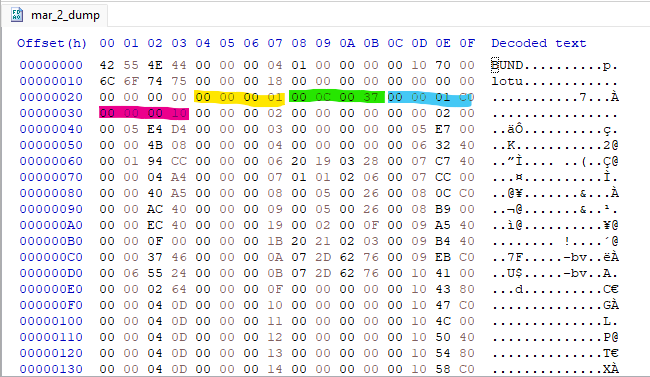 mar_2_dump
Offset(h) 00 01 02 03 04 05 06 07 08 09 0A 0B 0C 0D 0E 0F Decoded text
00000000 42 55 4E 44 00 00 00 04 01 00 00 00 00 10 70 00 BUND..........p.
00000010 6C 6F 74 75 00 00 00 18 00 00 00 00 00 00 00 00 lotu............
00000020 00 00 00 00 00 00 00 01 00 0C 00 37 00 00 01 C0 ...........7...À
00000030 00 00 00 10 00 00 00 02 00 00 00 00 00 00 02 00 ................
00000040 00 05 E4 D4 00 00 00 03 00 00 00 00 00 05 E7 00 ..äÔ..........ç.
00000050 00 00 4B 08 00 00 00 04 00 00 00 00 00 06 32 40 ..K...........2@
00000060 00 01 94 CC 00 00 00 06 20 19 03 28 00 07 C7 40 ..”Ì.... ..(..Ç@
00000070 00 00 04 A4 00 00 00 07 01 01 02 06 00 07 CC 00 ...¤..........Ì.
00000080 00 00 40 A5 00 00 00 08 00 05 00 26 00 08 0C C0 ..@¥.......&...À
00000090 00 00 AC 40 00 00 00 09 00 05 00 26 00 08 B9 00 ..¬@.......&..¹.
000000A0 00 00 EC 40 00 00 00 19 00 02 00 0F 00 09 A5 40 ..ì@..........¥@
000000B0 00 00 0F 00 00 00 00 1B 20 21 02 03 00 09 B4 40 ........ !....´@
000000C0 00 00 37 46 00 00 00 0A 07 2D 62 76 00 09 EB C0 ..7F.....-bv..ëÀ
000000D0 00 06 55 24 00 00 00 0B 07 2D 62 76 00 10 41 00 ..U$.....-bv..A.
000000E0 00 00 02 64 00 00 00 0F 00 00 00 00 00 10 43 80 ...d..........C€
000000F0 00 00 04 0D 00 00 00 10 00 00 00 00 00 10 47 C0 ..............GÀ
00000100 00 00 04 0D 00 00 00 11 00 00 00 00 00 10 4C 00 ..............L.
00000110 00 00 04 0D 00 00 00 12 00 00 00 00 00 10 50 40 ..............P@
00000120 00 00 04 0D 00 00 00 13 00 00 00 00 00 10 54 80 ..............T€
00000130 00 00 04 0D 00 00 00 14 00 00 00 00 00 10 58 C0 ..............XÀ